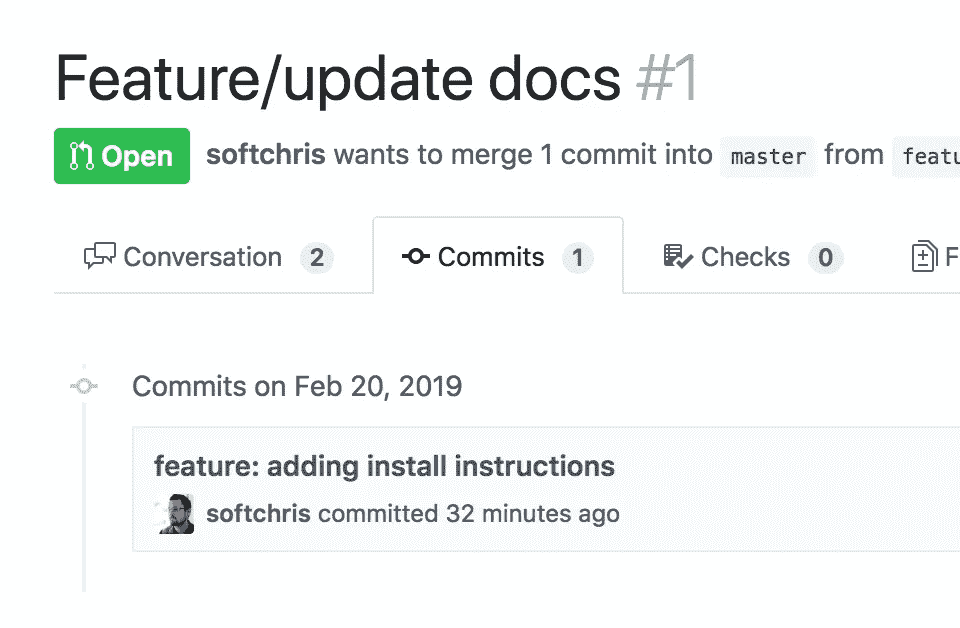 Feature/update docs #1
Open softchris wants to merge 1 commit into master from featu
Conversation 2 Commits 1 Checks 0 F
Commits on Feb 20, 2019
feature: adding install instructions
softchris committed 32 minutes ago